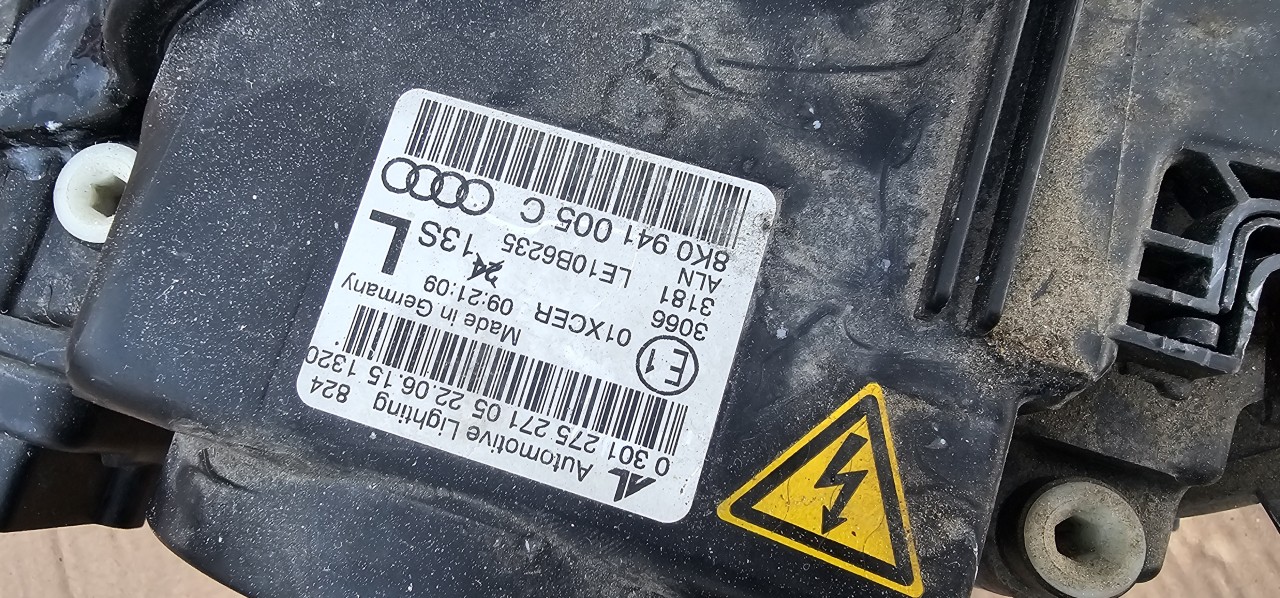 AL Automotive Lighting 824
0 301 275 271 05 22.06.15 1320
Made in Germany
E1
3066 01XCER 09:21:09
3181
ALN LE10B6235 13S L
8K0 941 005 C